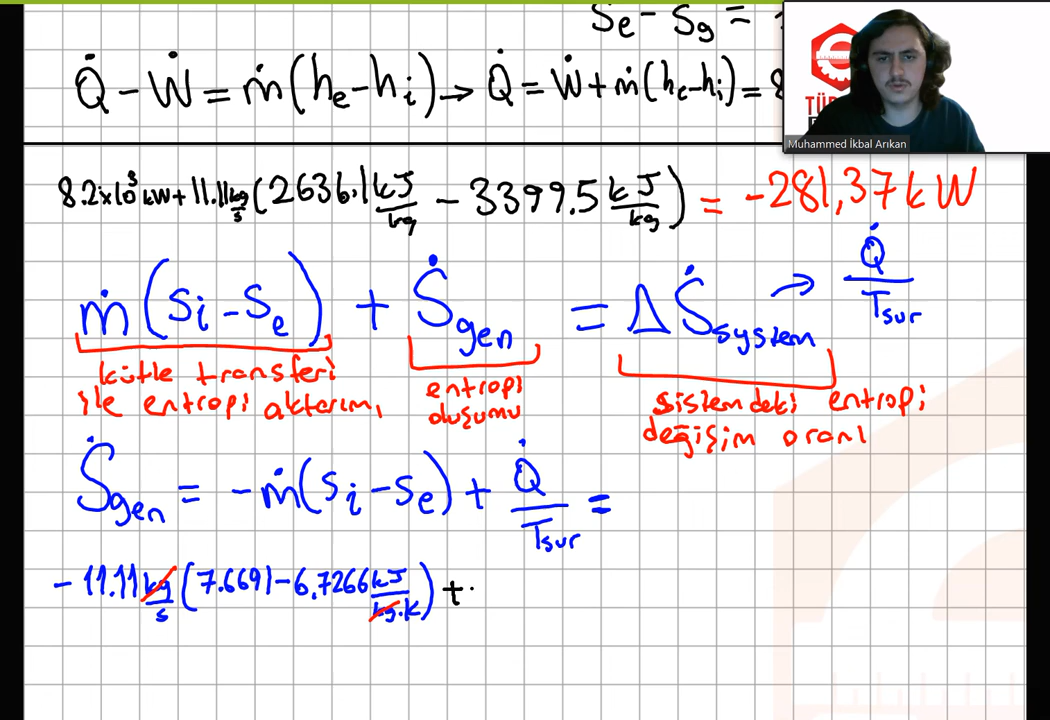 Se - Sg =
Q̇ - Ẇ = ṁ(he - hi) → Q̇ = Ẇ + ṁ(he - hi) = 8
TÜR
Muhammed İkbal Arıkan
8.2x10³ kW + 11.11 kg/s (2636.1 kJ/kg - 3399.5 kJ/kg) = -281,37 kW
ṁ(si - se) + Ṡgen = ΔṠsystem → Q̇/Tsur
kütle transferi
ile entropi aktarımı
entropi
oluşumu
sistemdeki entropi
değişim oranı
Ṡgen = -ṁ(si - se) + Q̇/Tsur =
- 11.11 kg/s (7.6691 - 6.7266 kJ/kg.K) +